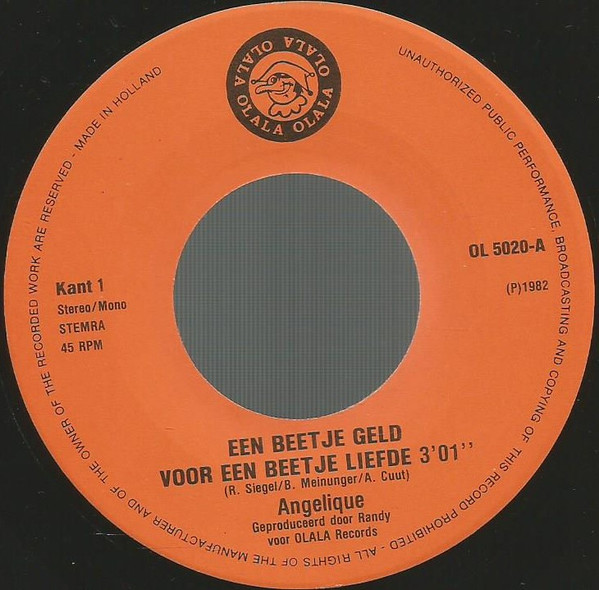 OLALA OLALA OLALA OLALA OLALA
MADE IN HOLLAND - ALL RIGHTS OF THE MANUFACTURER AND OF THE OWNER OF THE RECORDED WORK ARE RESERVED -
UNAUTHORIZED PUBLIC PERFORMANCE, BROADCASTING AND COPYING OF THIS RECORD PROHIBITED
OL 5020-A
Kant 1
(P)1982
Stereo/Mono
STEMRA
45 RPM
EEN BEETJE GELD
VOOR EEN BEETJE LIEFDE 3'01''
(R. Siegel/B. Meinunger/A. Cuut)
Angelique
Geproduceerd door Randy
voor OLALA Records